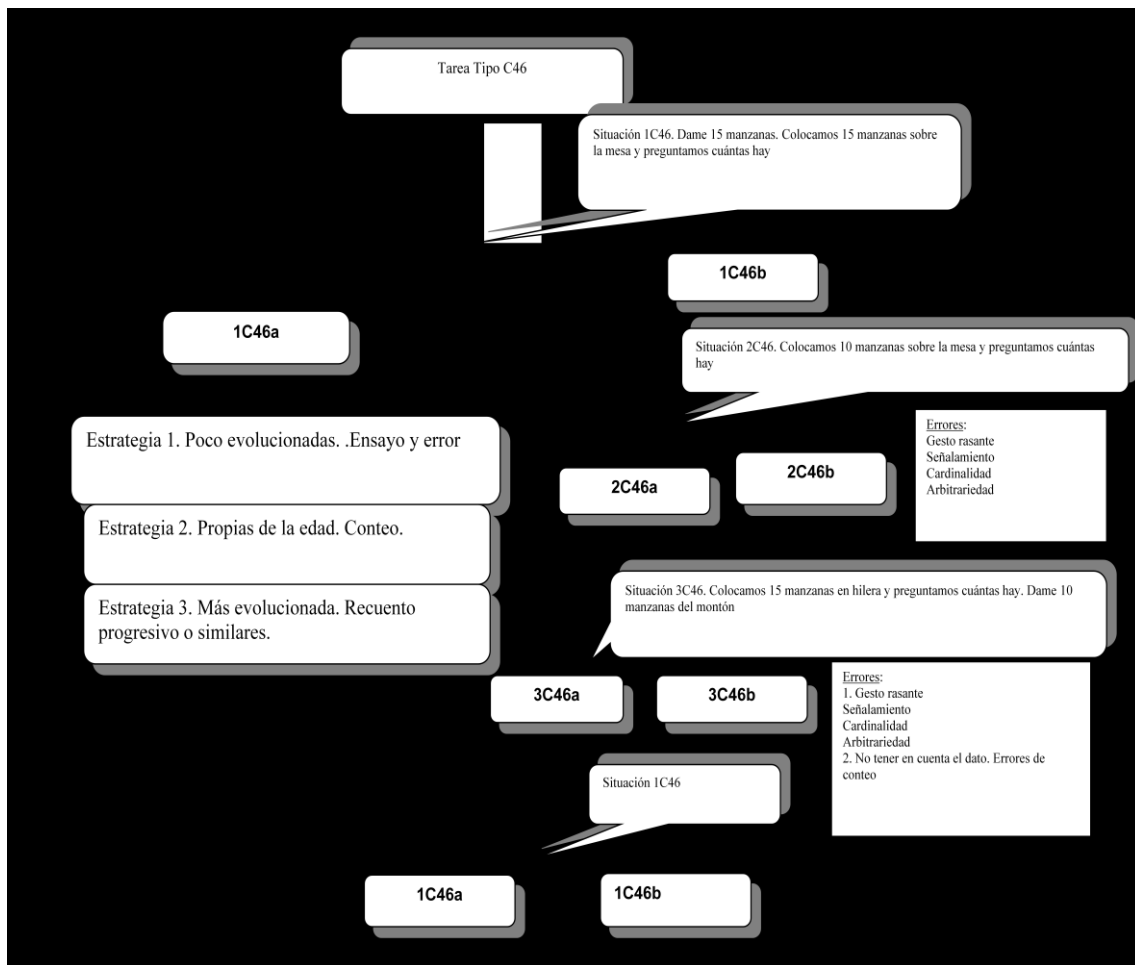 Tarea Tipo C46
Situación 1C46. Dame 15 manzanas. Colocamos 15 manzanas sobre
la mesa y preguntamos cuántas hay
1C46b
1C46a
Situación 2C46. Colocamos 10 manzanas sobre la mesa y preguntamos cuántas
hay
Estrategia 1. Poco evolucionadas. .Ensayo y error
Errores:
Gesto rasante
Señalamiento
Cardinalidad
Arbitrariedad
2C46a
2C46b
Estrategia 2. Propias de la edad. Conteo.
Situación 3C46. Colocamos 15 manzanas en hilera y preguntamos cuántas hay. Dame 10
manzanas del montón
Estrategia 3. Más evolucionada. Recuento
progresivo o similares.
3C46a
3C46b
Errores:
1. Gesto rasante
Señalamiento
Cardinalidad
Arbitrariedad
2. No tener en cuenta el dato. Errores de
conteo
Situación 1C46
1C46a
1C46b